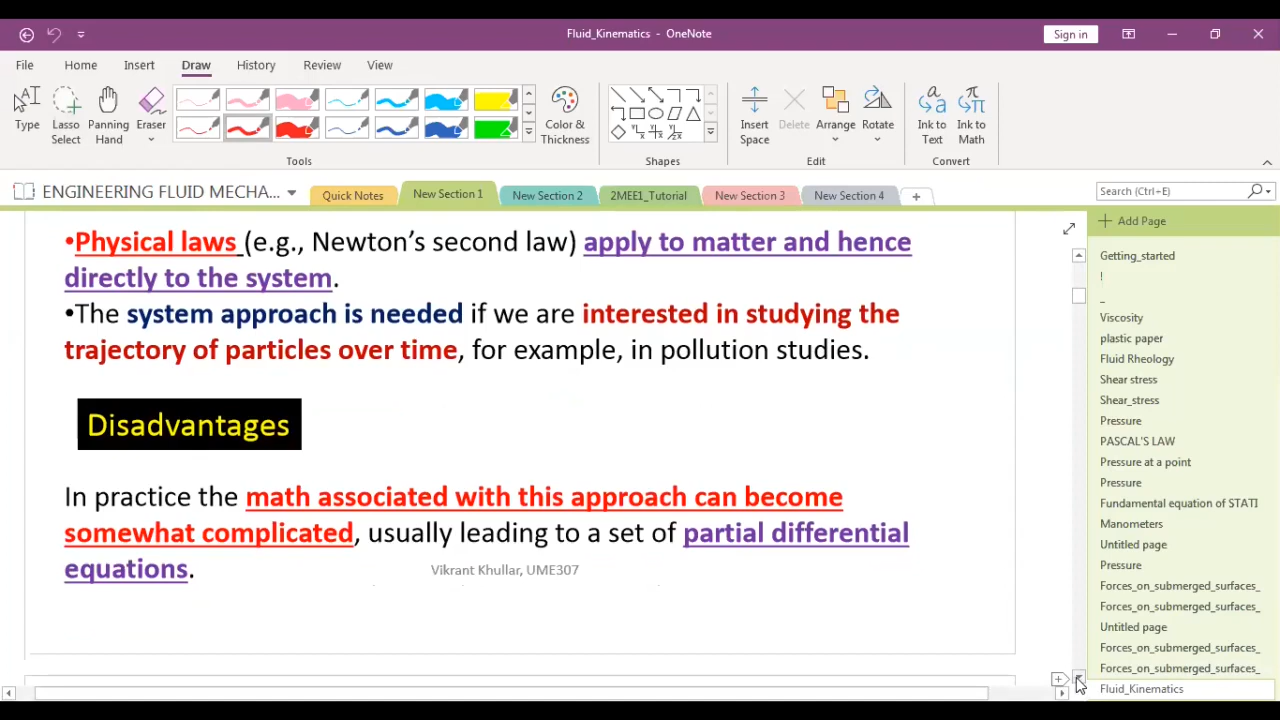 Fluid_Kinematics - OneNote
Sign in
File Home Insert Draw History Review View
Type
Lasso Select
Panning Hand
Eraser
Color & Thickness
Insert Space
Delete
Arrange
Rotate
Ink to Text
Ink to Math
Tools
Shapes
Edit
Convert
ENGINEERING FLUID MECHA...
Quick Notes
New Section 1
New Section 2
2MEE1_Tutorial
New Section 3
New Section 4
Search (Ctrl+E)
•Physical laws (e.g., Newton’s second law) apply to matter and hence
directly to the system.
•The system approach is needed if we are interested in studying the
trajectory of particles over time, for example, in pollution studies.
Disadvantages
In practice the math associated with this approach can become
somewhat complicated, usually leading to a set of partial differential
equations.
Vikrant Khullar, UME307
Add Page
Getting_started
!
_
Viscosity
plastic paper
Fluid Rheology
Shear stress
Shear_stress
Pressure
PASCAL'S LAW
Pressure at a point
Pressure
Fundamental equation of STATI
Manometers
Untitled page
Pressure
Forces_on_submerged_surfaces_
Forces_on_submerged_surfaces_
Untitled page
Forces_on_submerged_surfaces_
Forces_on_submerged_surfaces_
Fluid_Kinematics